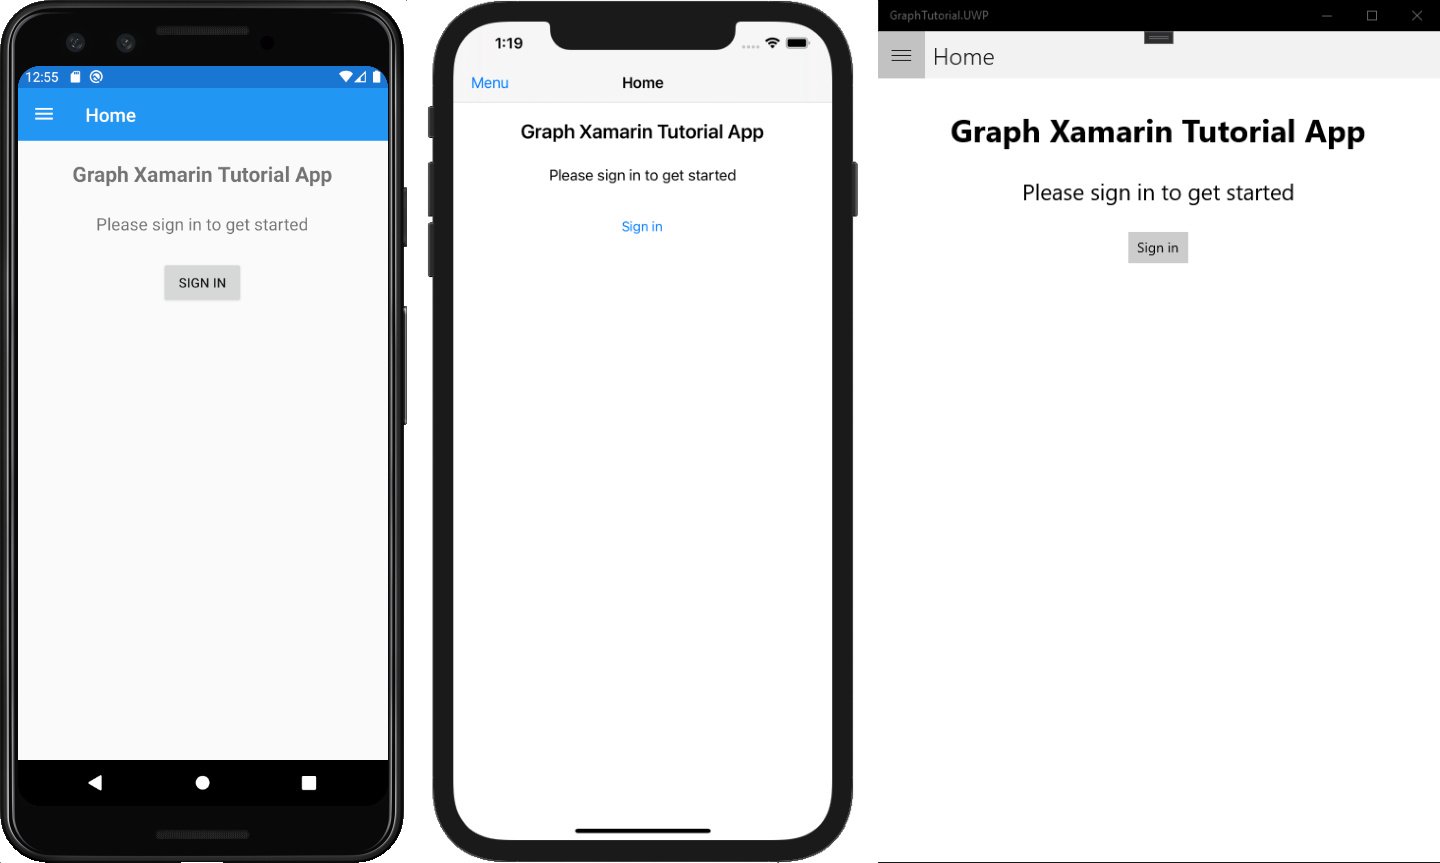 12:55
Home
Graph Xamarin Tutorial App
Please sign in to get started
SIGN IN
1:19
Menu
Home
Graph Xamarin Tutorial App
Please sign in to get started
Sign in
GraphTutorial.UWP
Home
Graph Xamarin Tutorial App
Please sign in to get started
Sign in